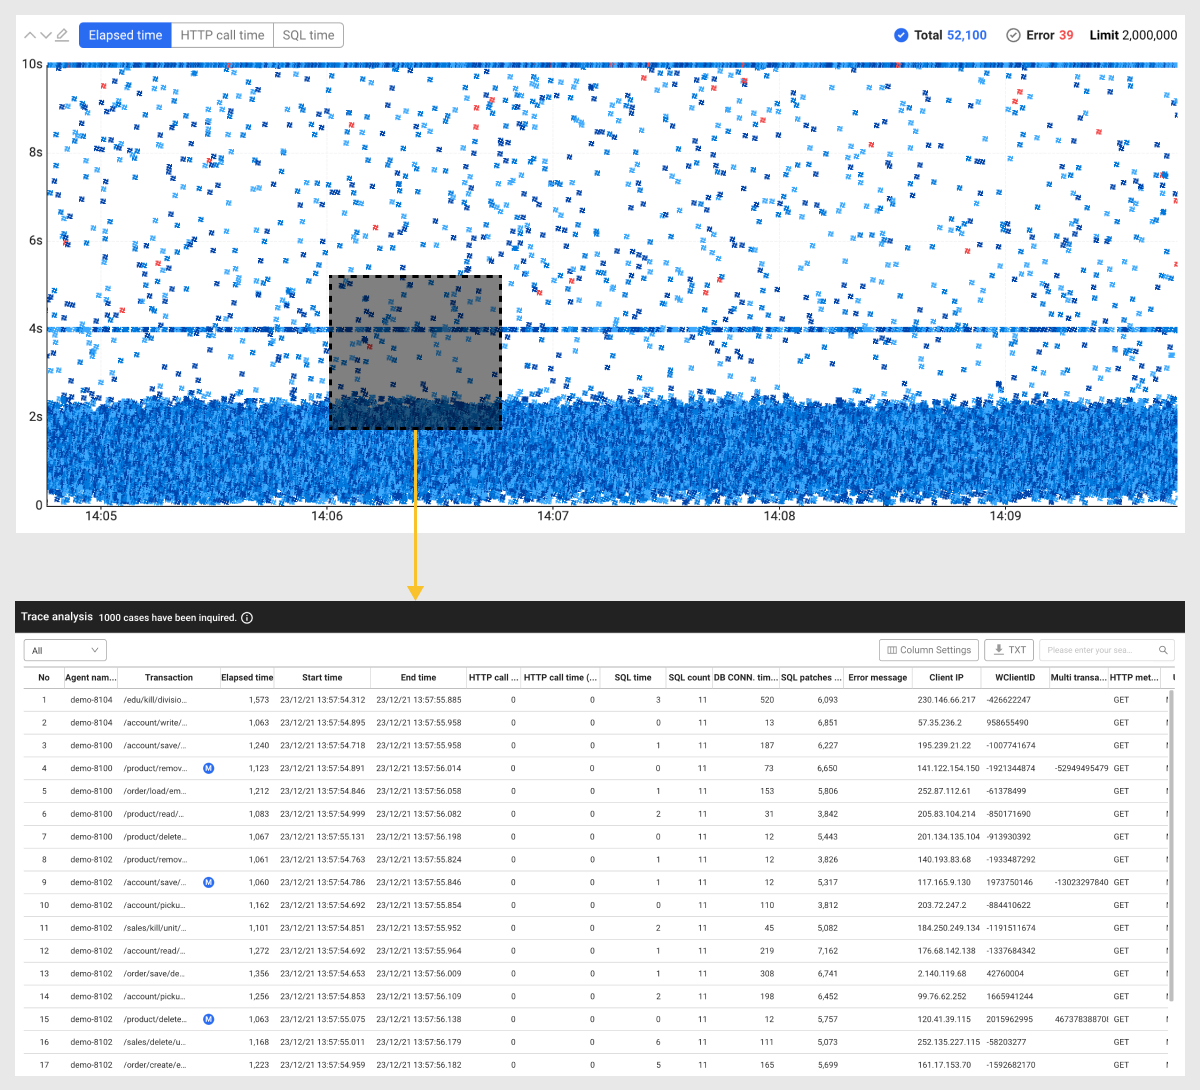 Elapsed time HTTP call time SQL time Total 52,100 Error 39 Limit 2,000,000
10s
8s
6s
4s
2s
0
14:05 14:06 14:07 14:08 14:09
Trace analysis 1000 cases have been inquired.
All Column Settings TXT Please enter your sea...
No Agent nam... Transaction Elapsed time Start time End time HTTP call ... HTTP call time (... SQL time SQL count DB CONN. tim... SQL patches ... Error message Client IP WClientID Multi transa... HTTP met...
1 demo-8104 /edu/kill/divisio... 1,573 23/12/21 13:57:54.312 23/12/21 13:57:55.885 0 0 3 11 520 6,093 230.146.66.217 -426622247 GET
2 demo-8104 /account/write/... 1,063 23/12/21 13:57:54.895 23/12/21 13:57:55.958 0 0 0 11 13 6,851 57.35.236.2 958655490 GET
3 demo-8100 /account/save/... 1,240 23/12/21 13:57:54.718 23/12/21 13:57:55.958 0 0 1 11 187 6,227 195.239.21.22 -1007741674 GET
4 demo-8100 /product/remov... M 1,123 23/12/21 13:57:54.891 23/12/21 13:57:56.014 0 0 0 11 73 6,650 141.122.154.150 -1921344874 -52949495479 GET
5 demo-8100 /order/load/em... 1,212 23/12/21 13:57:54.846 23/12/21 13:57:56.058 0 0 1 11 153 5,806 252.87.112.61 -61378499 GET
6 demo-8100 /product/read/... 1,083 23/12/21 13:57:54.999 23/12/21 13:57:56.082 0 0 2 11 31 3,842 205.83.104.214 -850171690 GET
7 demo-8100 /product/delete... 1,067 23/12/21 13:57:55.131 23/12/21 13:57:56.198 0 0 0 11 12 5,443 201.134.135.104 -913930392 GET
8 demo-8102 /product/remov... 1,061 23/12/21 13:57:54.763 23/12/21 13:57:55.824 0 0 1 11 12 3,826 140.193.83.68 -1933487292 GET
9 demo-8102 /account/save/... M 1,060 23/12/21 13:57:54.786 23/12/21 13:57:55.846 0 0 1 11 12 5,317 117.165.9.130 1973750146 -13023297840 GET
10 demo-8102 /account/picku... 1,162 23/12/21 13:57:54.692 23/12/21 13:57:55.854 0 0 0 11 110 3,812 203.72.247.2 -884410622 GET
11 demo-8102 /sales/kill/unit/... 1,101 23/12/21 13:57:54.851 23/12/21 13:57:55.952 0 0 2 11 45 5,082 184.250.249.134 -1191511674 GET
12 demo-8102 /account/read/... 1,272 23/12/21 13:57:54.692 23/12/21 13:57:55.964 0 0 1 11 219 7,162 176.68.142.138 -1337684342 GET
13 demo-8102 /order/save/de... 1,356 23/12/21 13:57:54.653 23/12/21 13:57:56.009 0 0 1 11 308 6,741 2.140.119.68 42760004 GET
14 demo-8102 /account/picku... 1,256 23/12/21 13:57:54.853 23/12/21 13:57:56.109 0 0 2 11 198 6,452 99.76.62.252 1665941244 GET
15 demo-8102 /product/delete... M 1,063 23/12/21 13:57:55.075 23/12/21 13:57:56.138 0 0 0 11 12 5,757 120.41.39.115 2015962995 46737838870 GET
16 demo-8102 /sales/delete/u... 1,168 23/12/21 13:57:55.011 23/12/21 13:57:56.179 0 0 6 11 111 5,073 252.135.227.115 -58203277 GET
17 demo-8102 /order/create/e... 1,223 23/12/21 13:57:54.959 23/12/21 13:57:56.182 0 0 5 11 165 5,699 161.17.153.70 -1592682170 GET